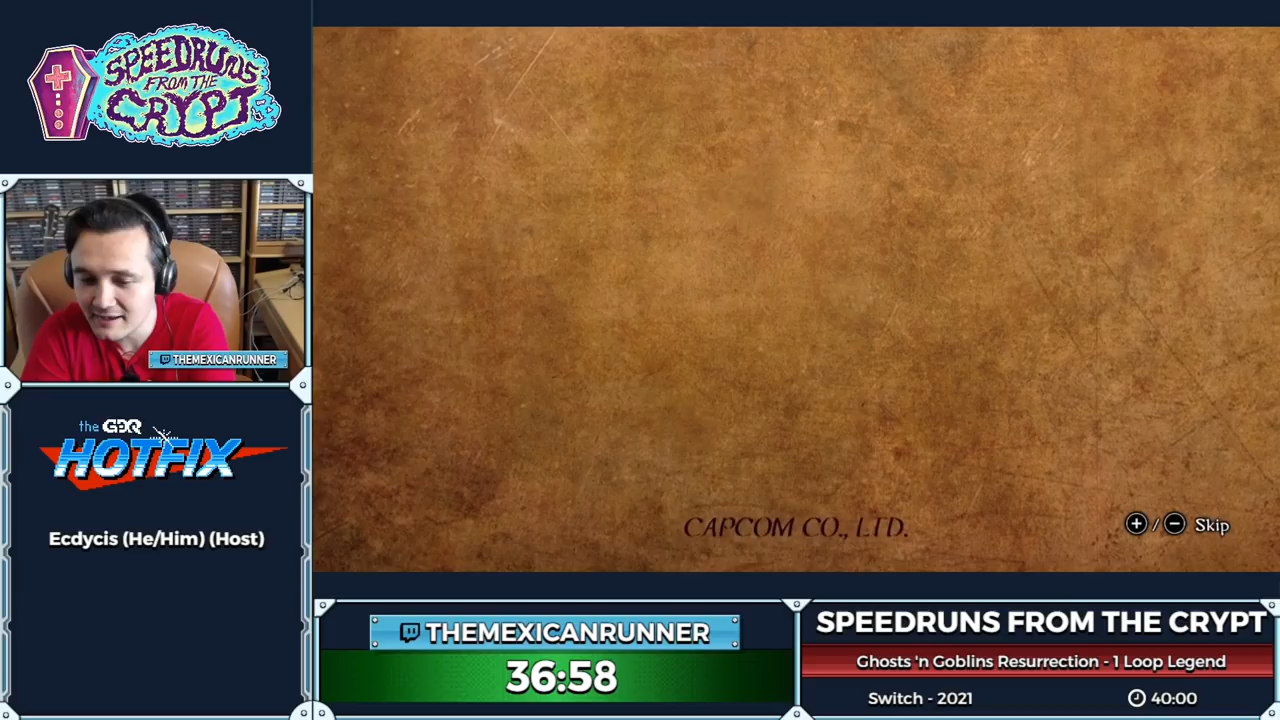 SPEEDRUNS
FROM THE
CRYPT
THEMEXICANRUNNER
the GDQ
HOTFIX
Ecdycis (He/Him) (Host)
CAPCOM CO., LTD.
+ / - Skip
THEMEXICANRUNNER
36:58
SPEEDRUNS FROM THE CRYPT
Ghosts 'n Goblins Resurrection - 1 Loop Legend
Switch - 2021
40:00